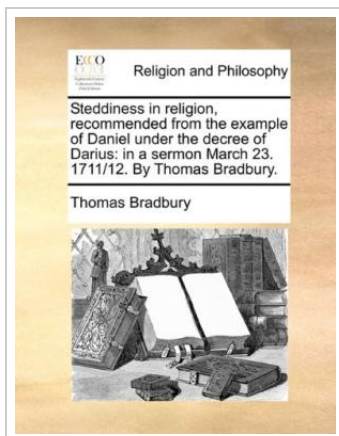 ECCO
Religion and Philosophy
Steddiness in religion,
recommended from the example
of Daniel under the decree of
Darius: in a sermon March 23.
1711/12. By Thomas Bradbury.
Thomas Bradbury